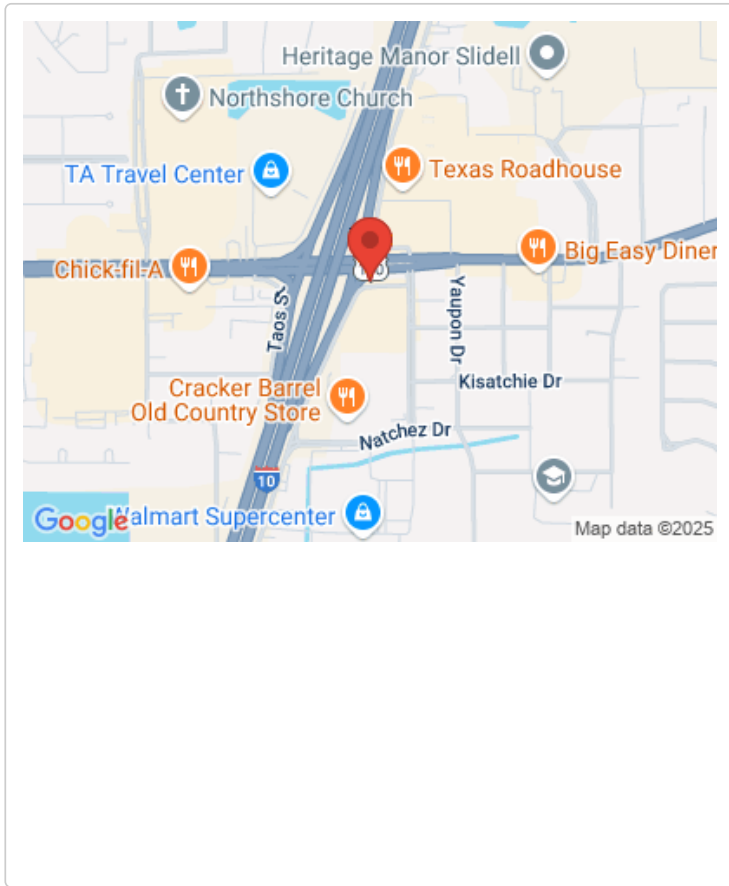 Heritage Manor Slidell
Northshore Church
TA Travel Center
Texas Roadhouse
Chick-fil-A
Big Easy Diner
Taos St
Yaupon Dr
Cracker Barrel
Old Country Store
Kisatchie Dr
Natchez Dr
10
Google
Walmart Supercenter
Map data ©2025